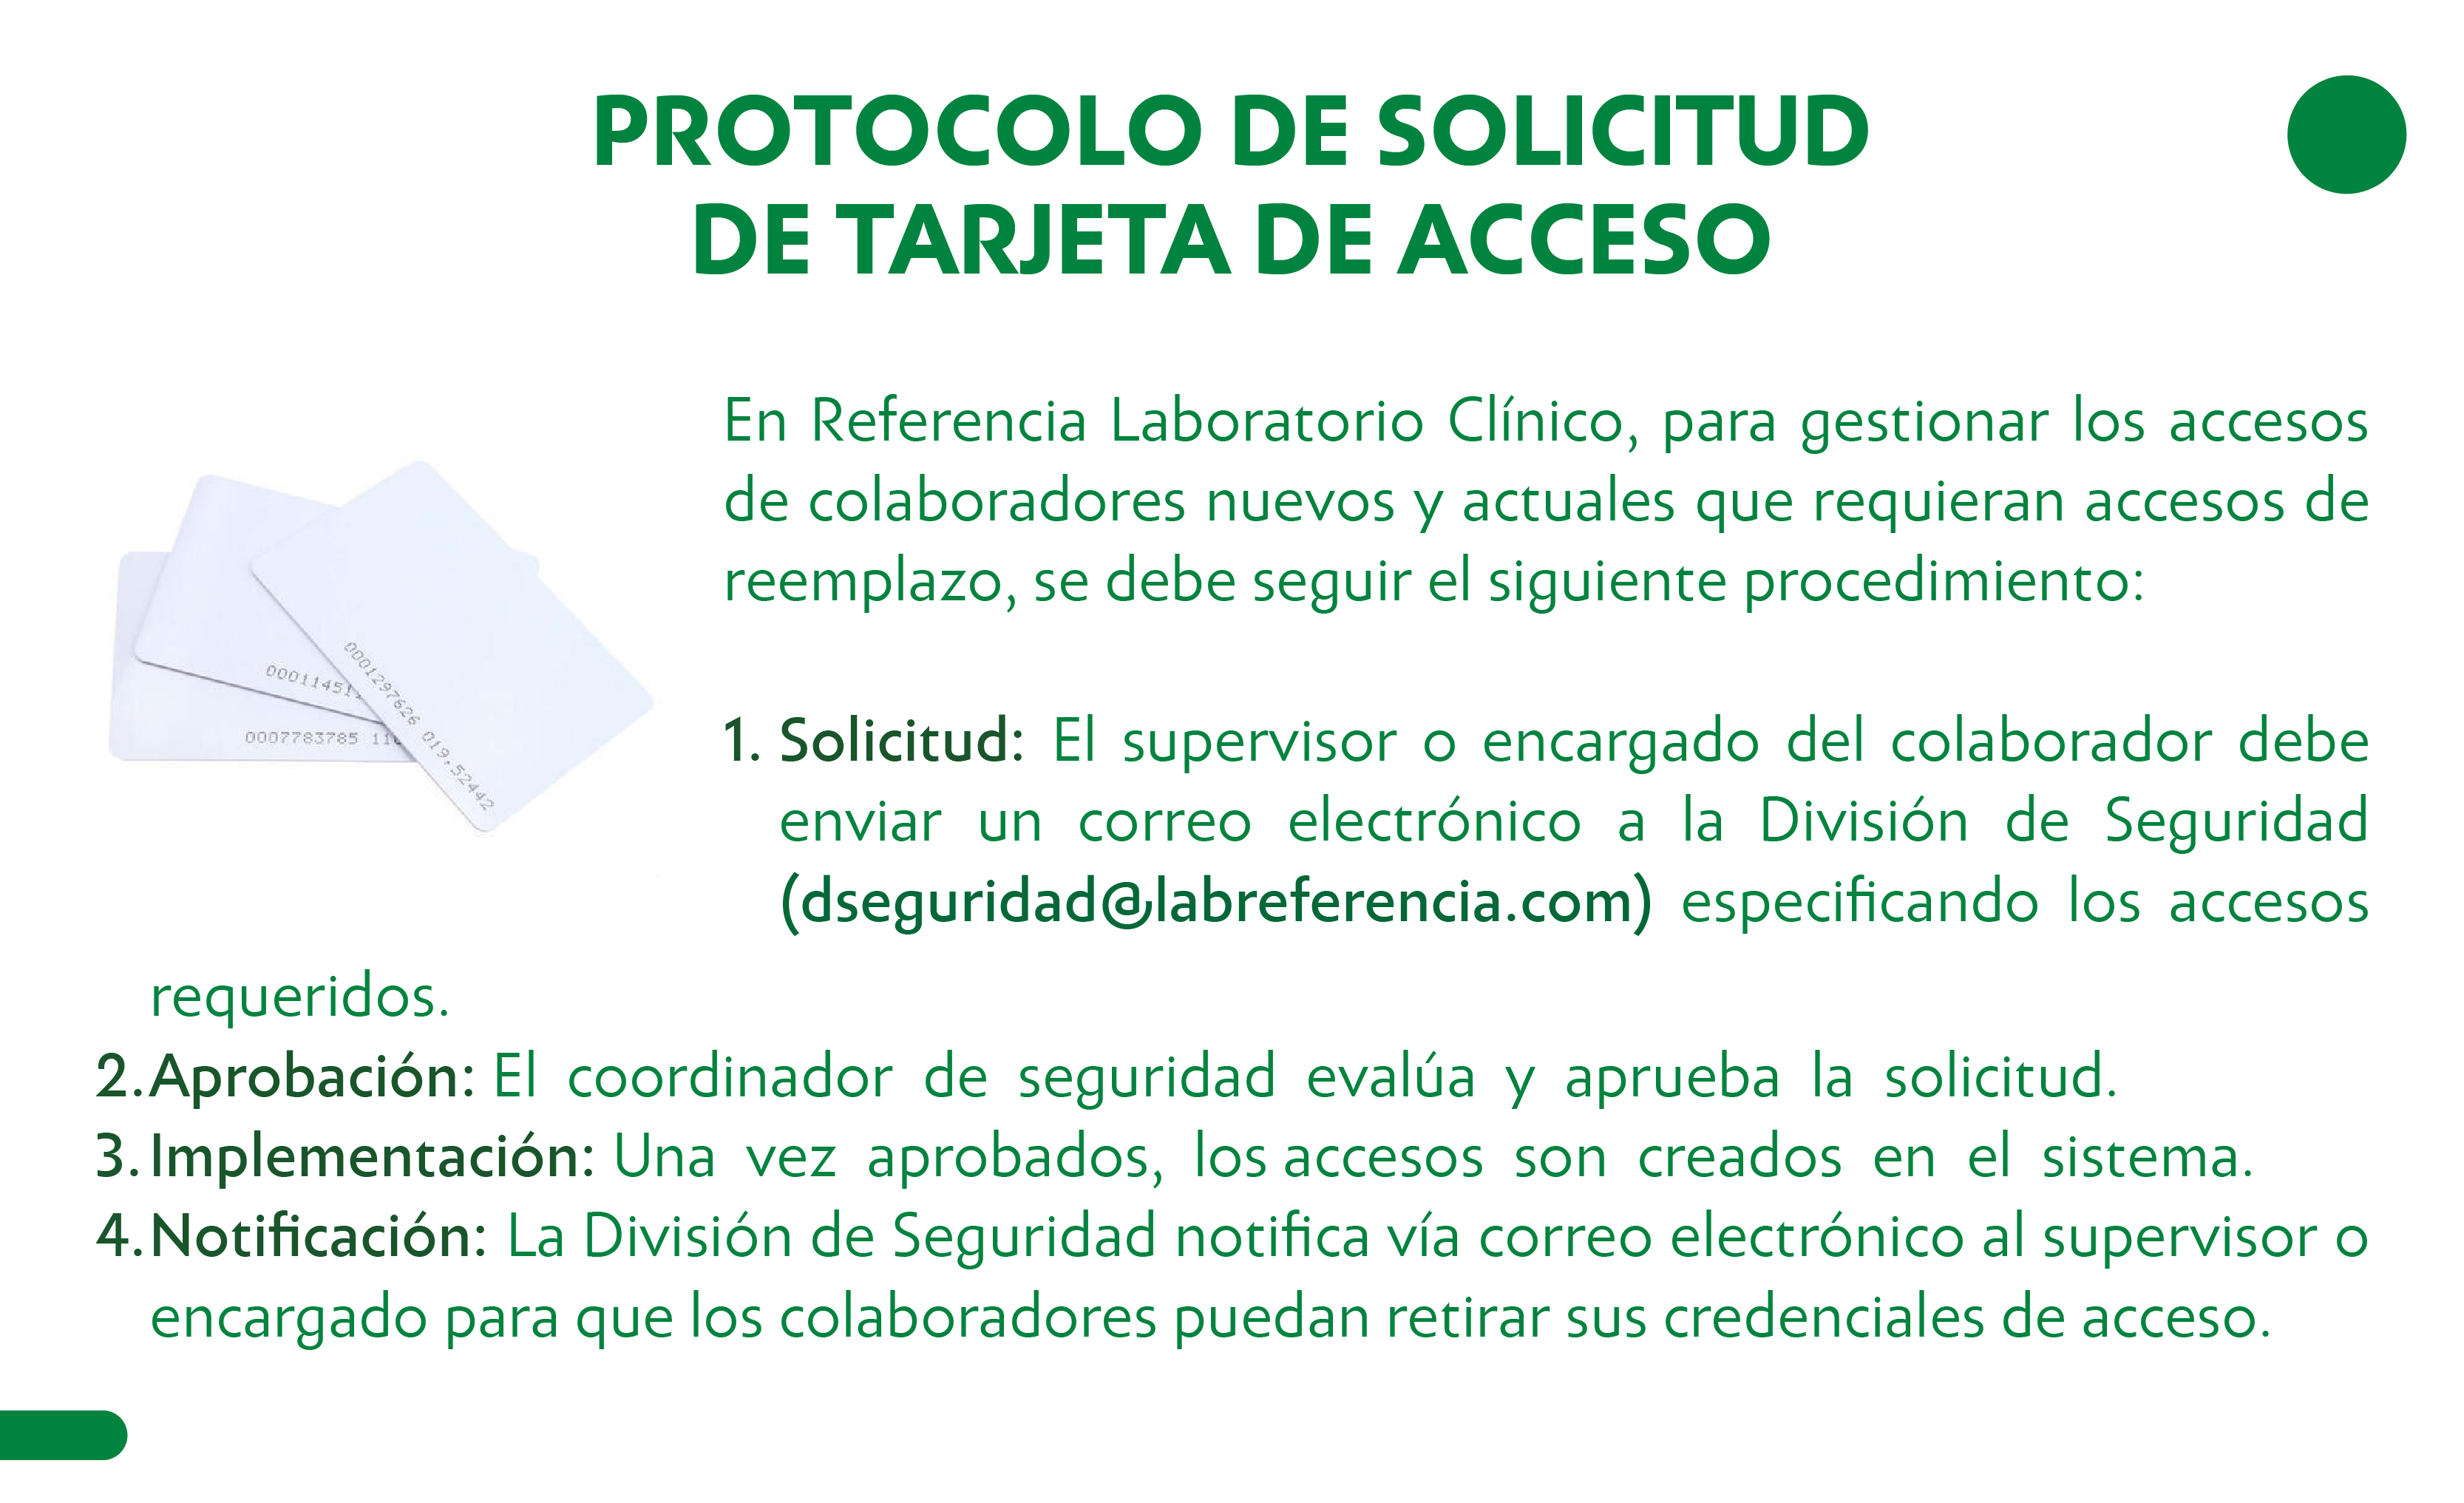 PROTOCOLO DE SOLICITUD
DE TARJETA DE ACCESO
En Referencia Laboratorio Clínico, para gestionar los accesos
de colaboradores nuevos y actuales que requieran accesos de
reemplazo, se debe seguir el siguiente procedimiento:
0001297626 019,52442
00011451
0007783785 11
1. Solicitud: El supervisor o encargado del colaborador debe
enviar un correo electrónico a la División de Seguridad
(dseguridad@labreferencia.com) especificando los accesos
requeridos.
2. Aprobación: El coordinador de seguridad evalúa y aprueba la solicitud.
3. Implementación: Una vez aprobados, los accesos son creados en el sistema.
4. Notificación: La División de Seguridad notifica vía correo electrónico al supervisor o
encargado para que los colaboradores puedan retirar sus credenciales de acceso.